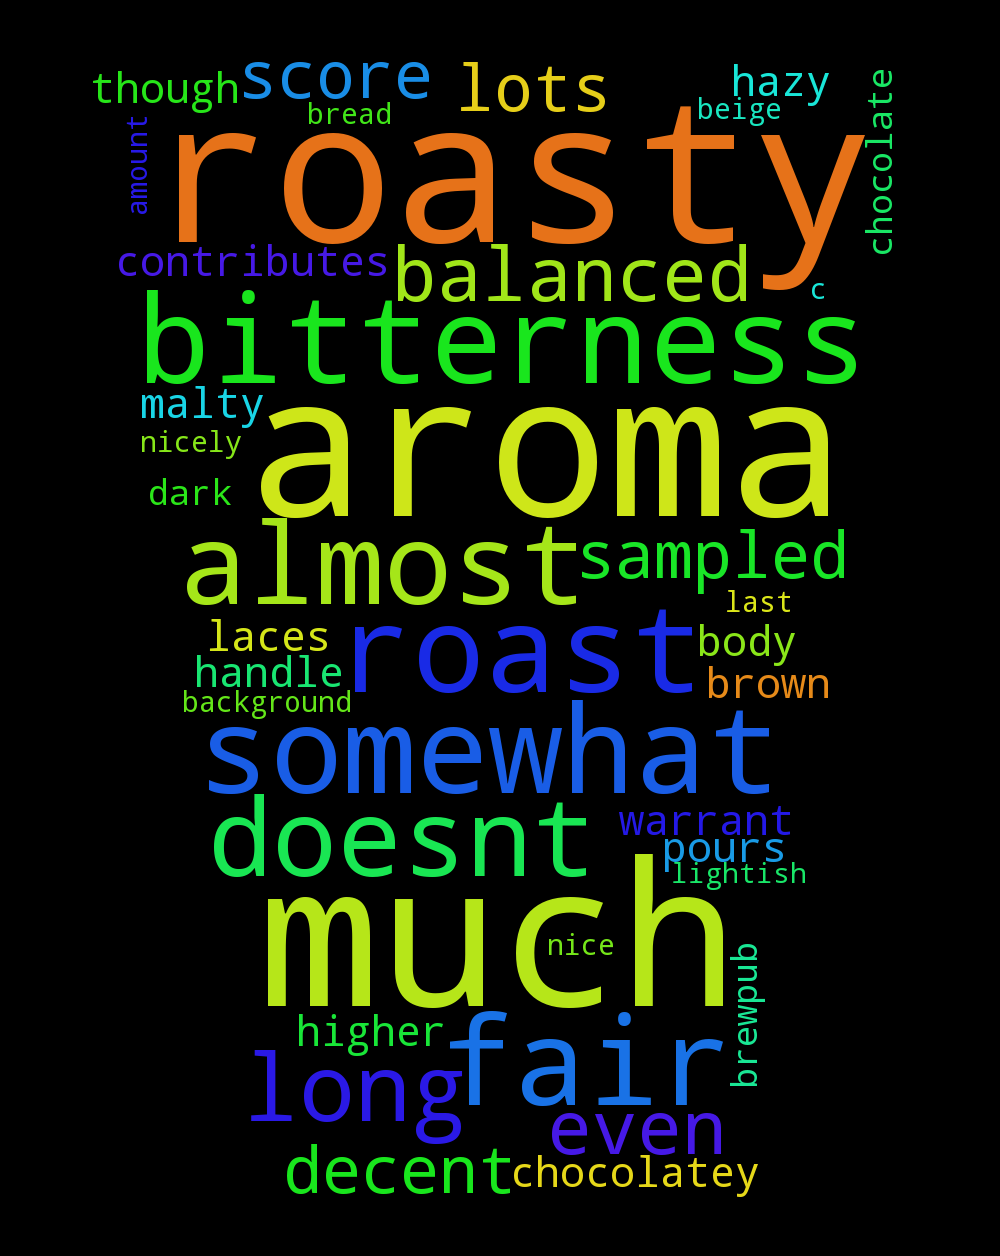 though
score
lots
hazy
bread
beige
amount
roasty
chocolate
contributes
balanced
c
bitterness
malty
aroma
nicely
dark
almost
sampled
last
laces
roast
body
handle
brown
background
somewhat
doesnt
warrant
pours
lightish
much
nice
brewpub
higher
fair
long
even
decent
chocolatey